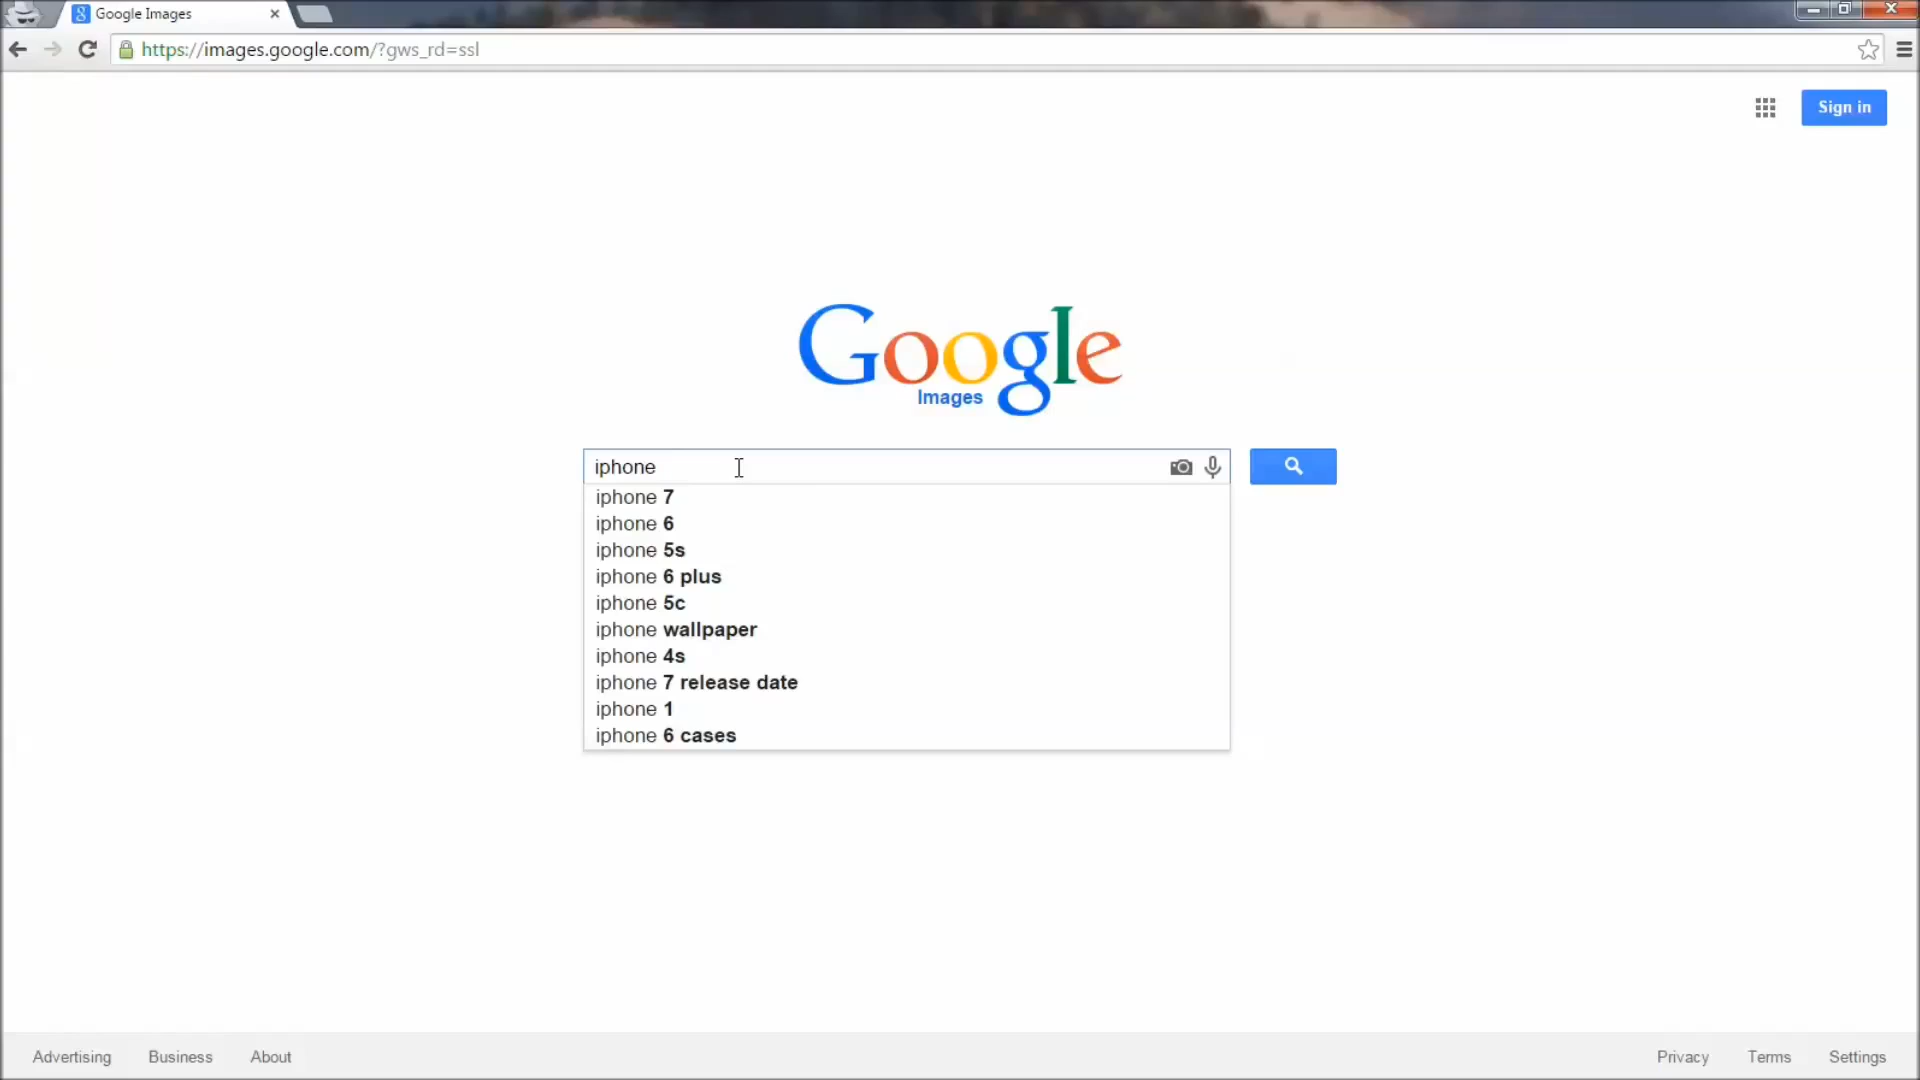 Google Images
https://images.google.com/?gws_rd=ssl
Sign in
Google
Images
iphone
iphone 7
iphone 6
iphone 5s
iphone 6 plus
iphone 5c
iphone wallpaper
iphone 4s
iphone 7 release date
iphone 1
iphone 6 cases
Advertising Business About Privacy Terms Settings